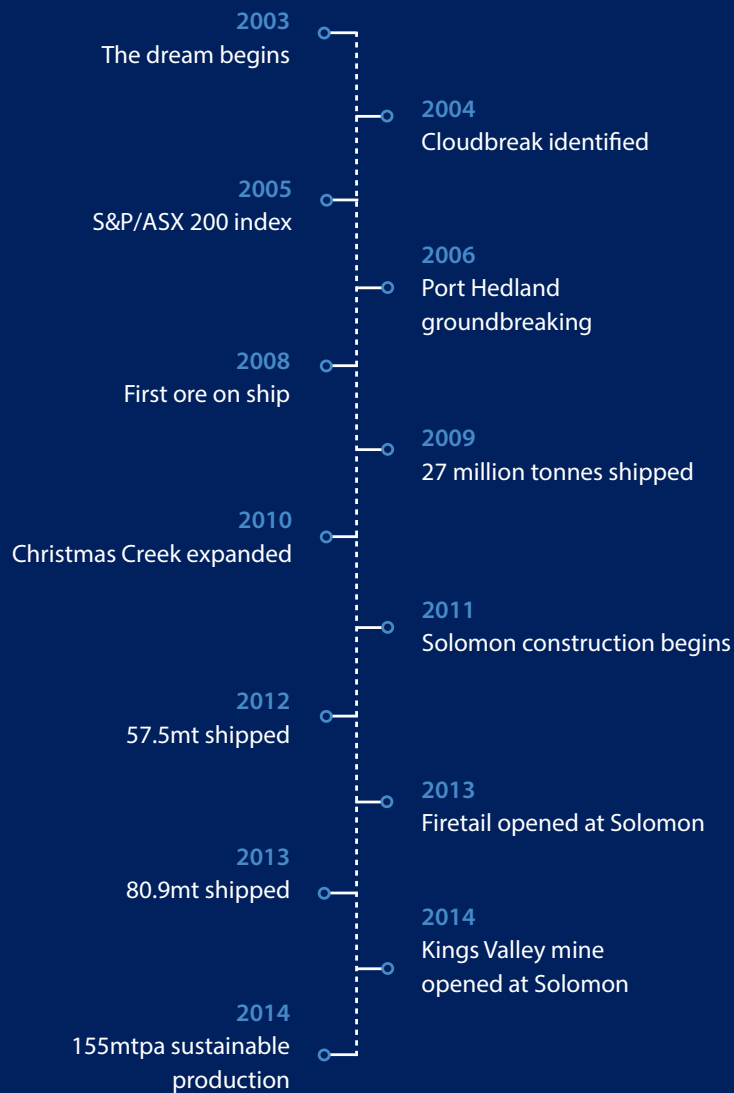 2003
The dream begins
2004
Cloudbreak identified
2005
S&P/ASX 200 index
2006
Port Hedland
groundbreaking
2008
First ore on ship
2009
27 million tonnes shipped
2010
Christmas Creek expanded
2011
Solomon construction begins
2012
57.5mt shipped
2013
Firetail opened at Solomon
2013
80.9mt shipped
2014
Kings Valley mine
opened at Solomon
2014
155mtpa sustainable
production